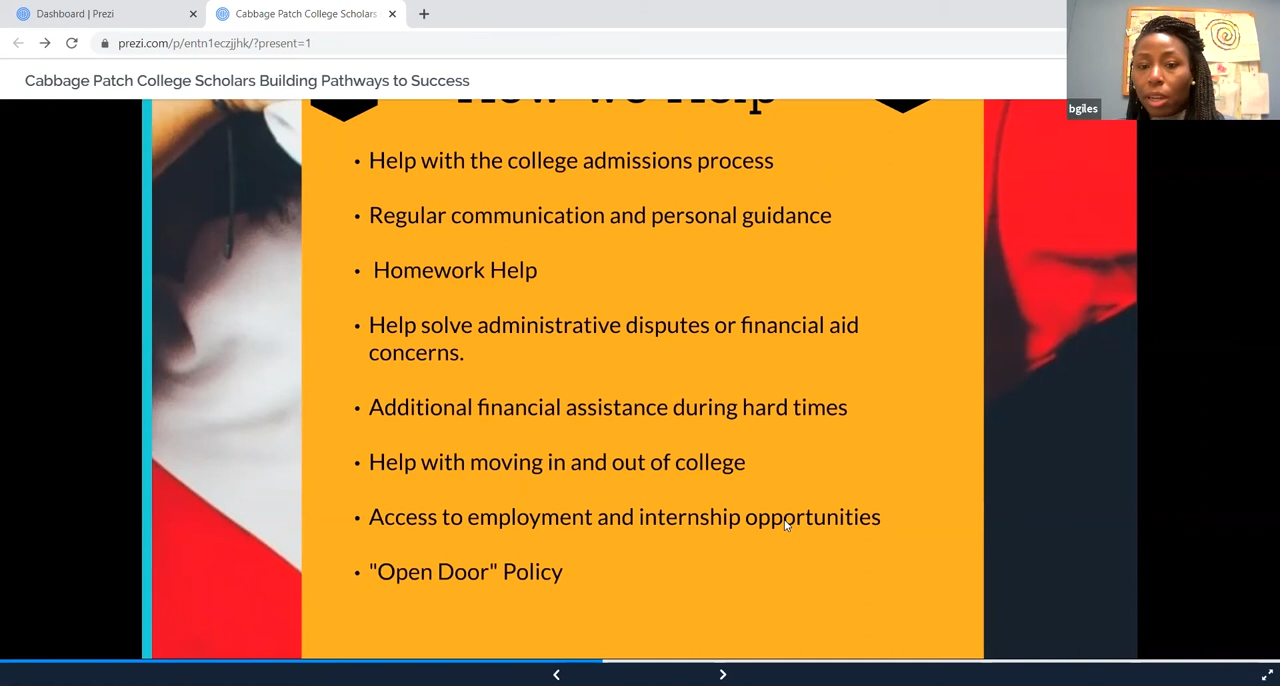 Dashboard | Prezi
Cabbage Patch College Scholars
prezi.com/p/entn1eczjjhk/?present=1
Cabbage Patch College Scholars Building Pathways to Success
bgiles
How We Help
• Help with the college admissions process
• Regular communication and personal guidance
• Homework Help
• Help solve administrative disputes or financial aid
concerns.
• Additional financial assistance during hard times
• Help with moving in and out of college
• Access to employment and internship opportunities
• "Open Door" Policy